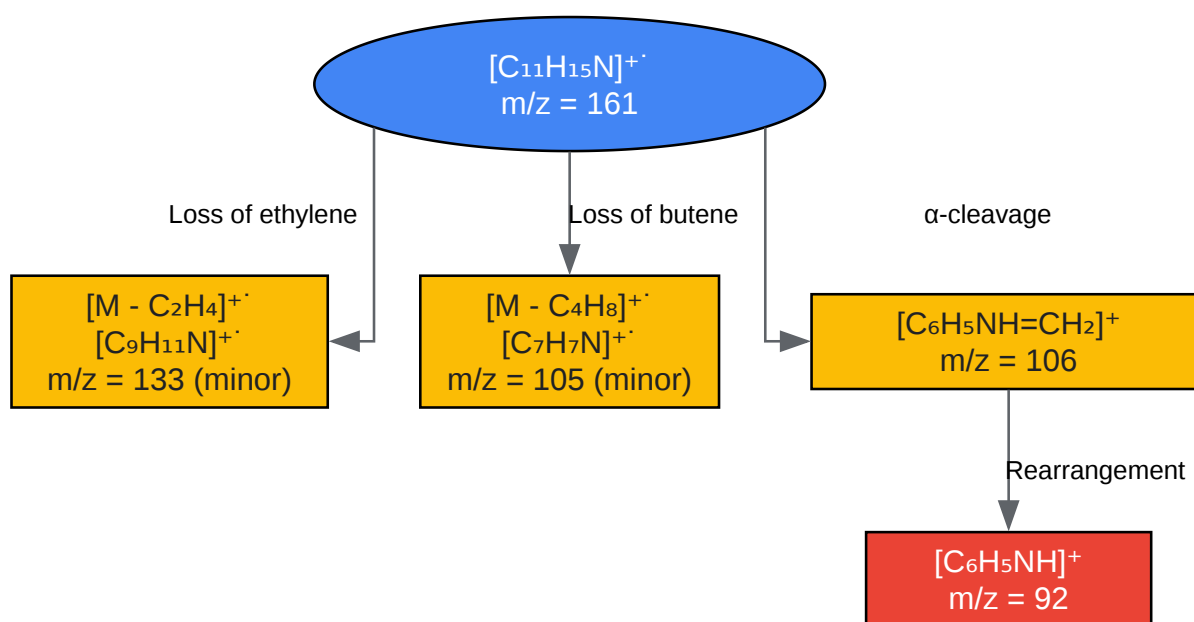 [C₁₁H₁₅N]⁺˙
m/z = 161
Loss of ethylene
Loss of butene
α-cleavage
[M - C₂H₄]⁺˙
[C₉H₁₁N]⁺˙
m/z = 133 (minor)
[M - C₄H₈]⁺˙
[C₇H₇N]⁺˙
m/z = 105 (minor)
[C₆H₅NH=CH₂]⁺
m/z = 106
Rearrangement
[C₆H₅NH]⁺
m/z = 92